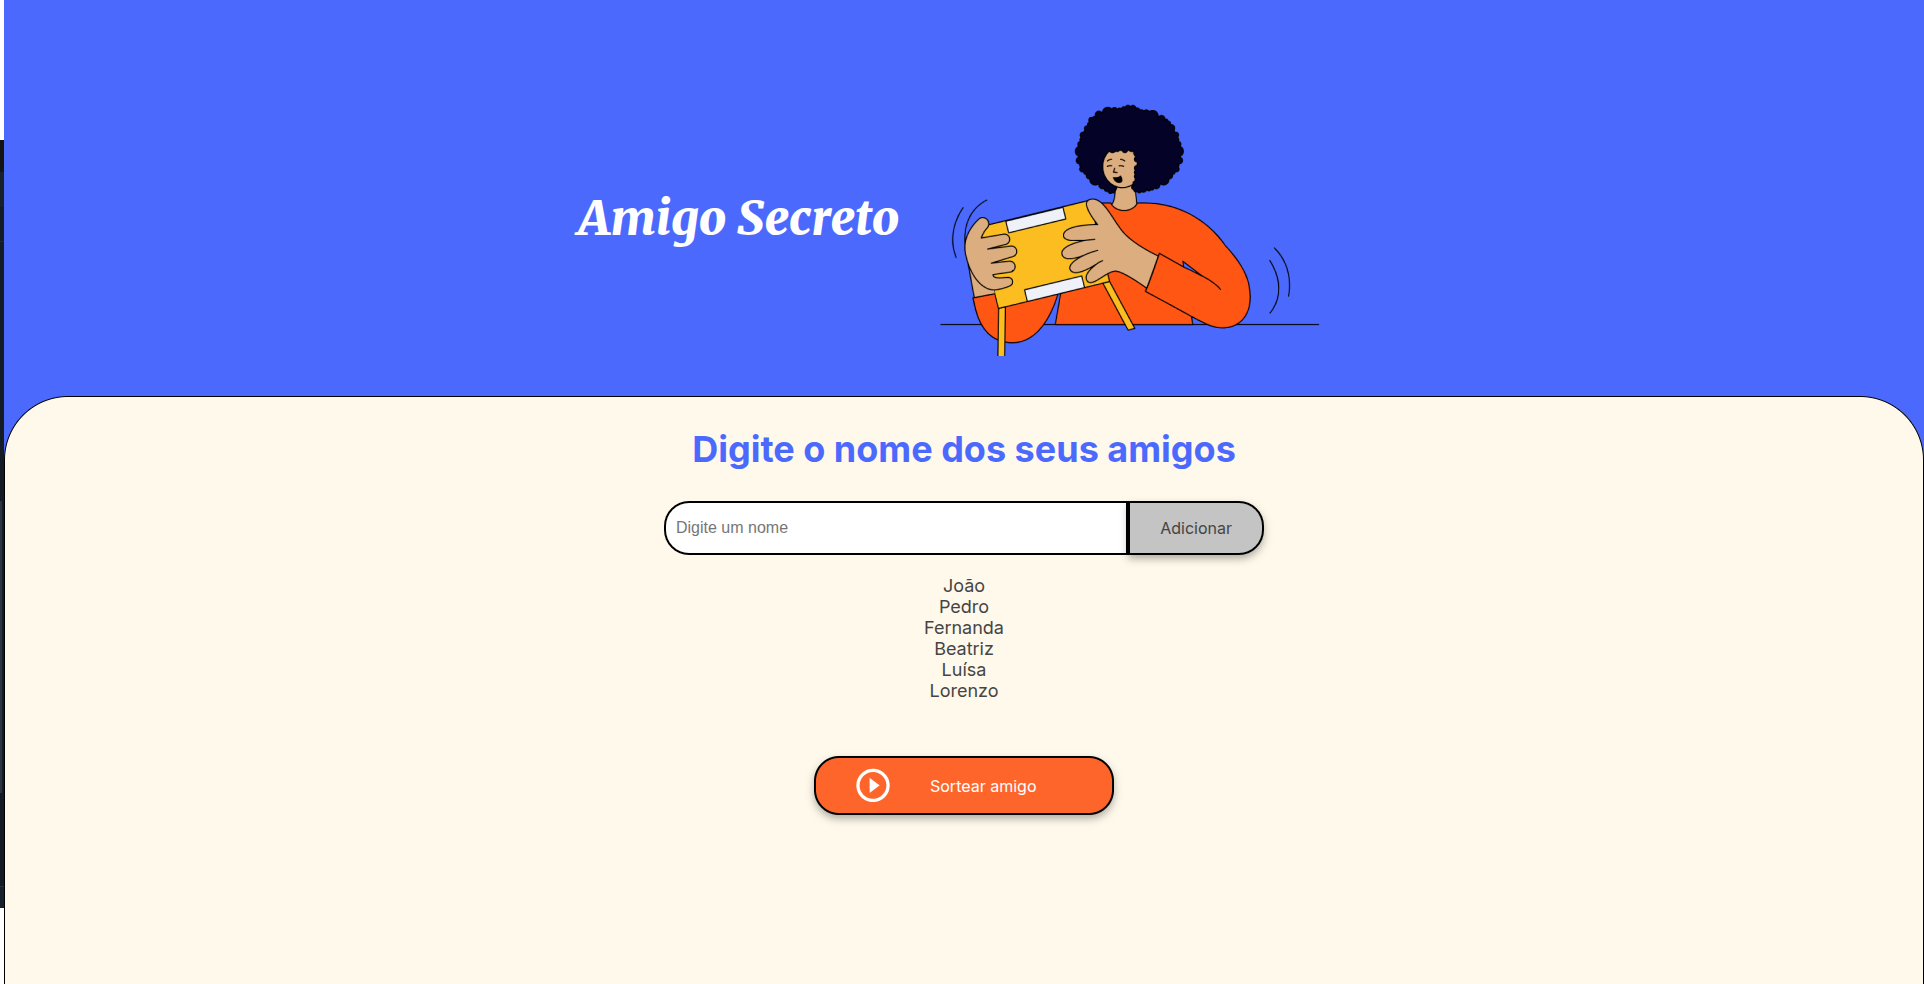 Amigo Secreto
Digite o nome dos seus amigos
Digite um nome
Adicionar
João
Pedro
Fernanda
Beatriz
Luísa
Lorenzo
Sortear amigo